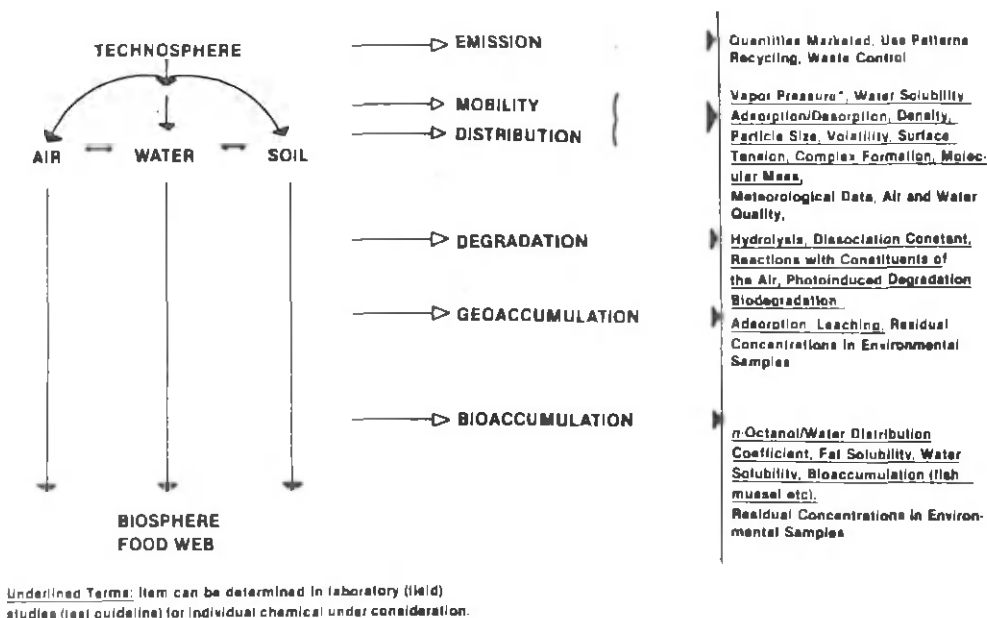 TECHNOSPHERE
AIR WATER SOIL
BIOSPHERE
FOOD WEB
EMISSION
MOBILITY
DISTRIBUTION
DEGRADATION
GEOACCUMULATION
BIOACCUMULATION
Quantities Marketed, Use Patterns
Recycling, Waste Control
Vapor Pressure*, Water Solubility
Adsorption/Desorption, Density,
Particle Size, Volatility, Surface
Tension, Complex Formation, Molec-
ular Mass,
Meteorological Data, Air and Water
Quality,
Hydrolysis, Dissociation Constant,
Reactions with Constituents of
the Air, Photoinduced Degradation
Biodegradation
Adsorption, Leaching, Residual
Concentrations in Environmental
Samples
n-Octanol/Water Distribution
Coefficient, Fat Solubility, Water
Solubility, Bioaccumulation (fish
mussel etc).
Residual Concentrations in Environ-
mental Samples
Underlined Terms: Item can be determined in laboratory (field)
studies (test guideline) for individual chemical under consideration.